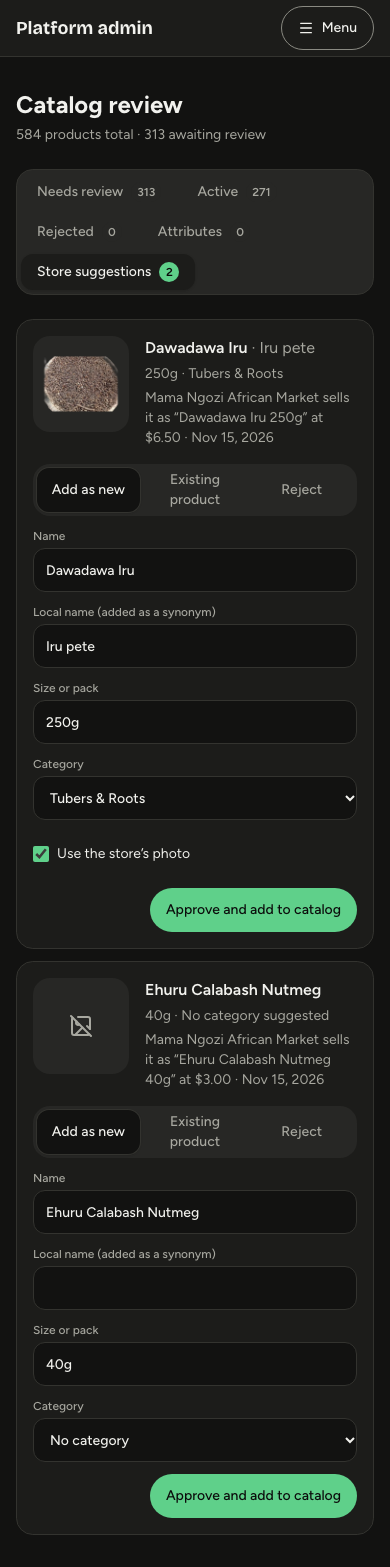 Platform admin
Menu
Catalog review
584 products total · 313 awaiting review
Needs review 313 Active 271
Rejected 0 Attributes 0
Store suggestions 2
Dawadawa Iru · Iru pete
250g · Tubers & Roots
Mama Ngozi African Market sells
it as “Dawadawa Iru 250g” at
$6.50 · Nov 15, 2026
Add as new
Existing
product
Reject
Name
Dawadawa Iru
Local name (added as a synonym)
Iru pete
Size or pack
250g
Category
Tubers & Roots
Use the store’s photo
Approve and add to catalog
Ehuru Calabash Nutmeg
40g · No category suggested
Mama Ngozi African Market sells
it as “Ehuru Calabash Nutmeg
40g” at $3.00 · Nov 15, 2026
Add as new
Existing
product
Reject
Name
Ehuru Calabash Nutmeg
Local name (added as a synonym)
Size or pack
40g
Category
No category
Approve and add to catalog